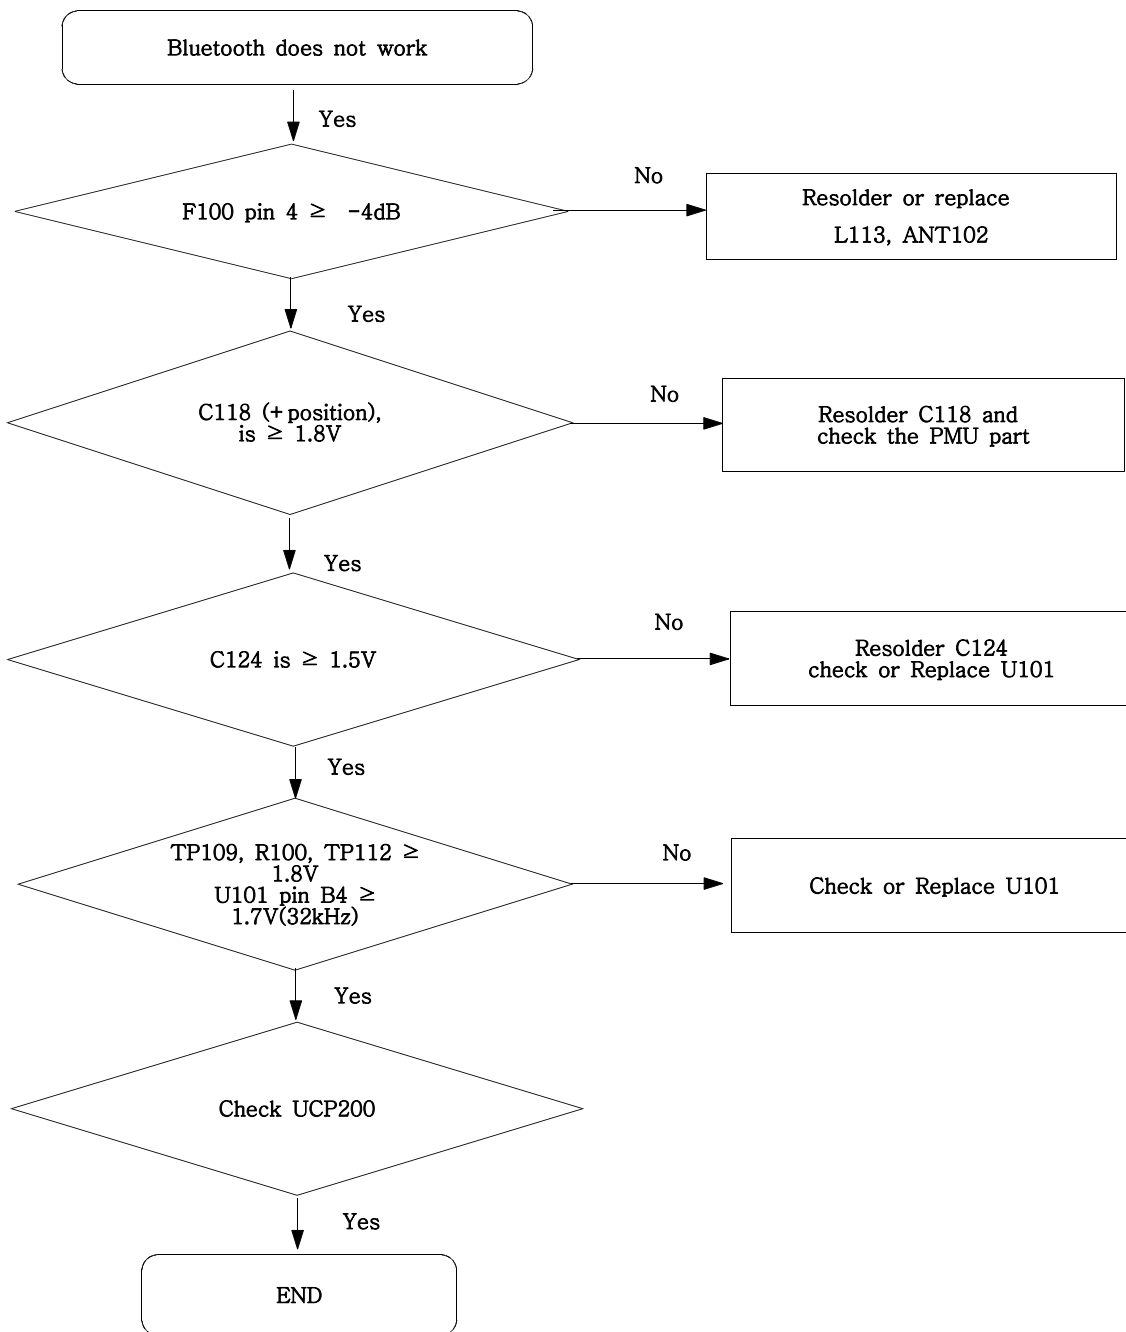 Bluetooth does not work
Yes
F100 pin 4 ≥ -4dB
No
Resolder or replace
L113, ANT102
Yes
C118 (+position),
is ≥ 1.8V
No
Resolder C118 and
check the PMU part
Yes
C124 is ≥ 1.5V
No
Resolder C124
check or Replace U101
Yes
TP109, R100, TP112 ≥
1.8V
U101 pin B4 ≥
1.7V(32kHz)
No
Check or Replace U101
Yes
Check UCP200
Yes
END